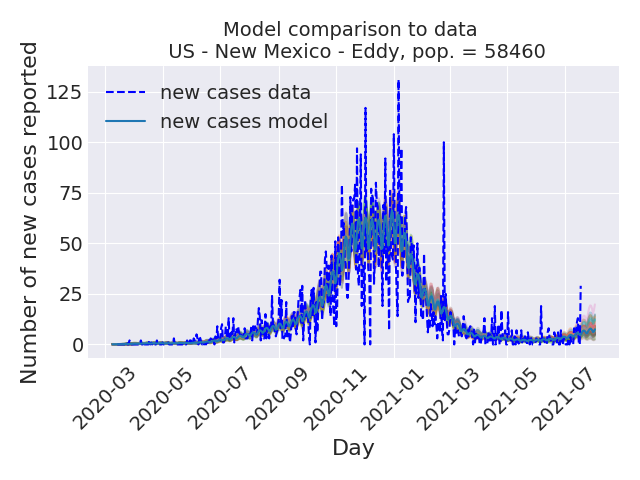 Model comparison to data
US - New Mexico - Eddy, pop. = 58460
Number of new cases reported
125
100
75
50
25
0
new cases data
new cases model
2020-03
2020-05
2020-07
2020-09
2020-11
2021-01
2021-03
2021-05
2021-07
Day